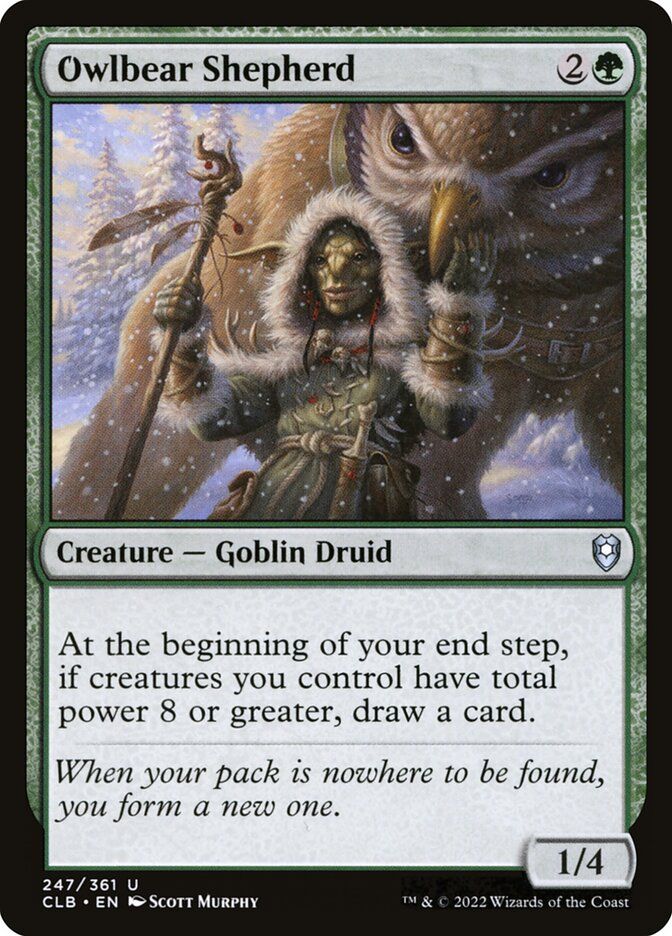 Owlbear Shepherd 2
Creature — Goblin Druid
At the beginning of your end step,
if creatures you control have total
power 8 or greater, draw a card.
When your pack is nowhere to be found,
you form a new one.
1/4
247/361 U
CLB • EN Scott Murphy
™ & © 2022 Wizards of the Coast